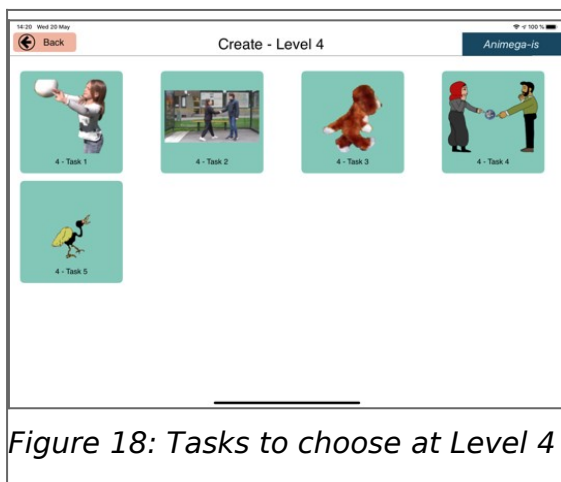 14:20 Wed 20 May
100 %
Back
Create - Level 4
Animega-is
4 - Task 1
4 - Task 2
4 - Task 3
4 - Task 4
4 - Task 5
Figure 18: Tasks to choose at Level 4